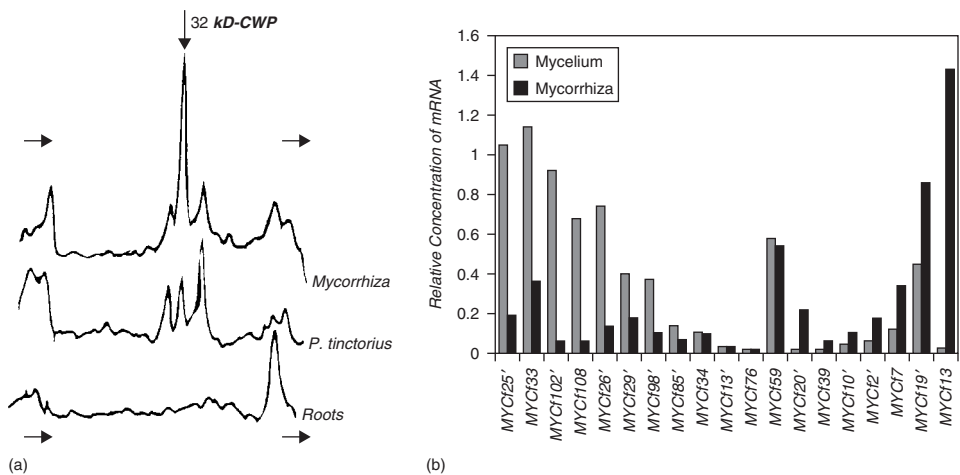 32 kD-CWP
Mycorrhiza
P. tinctorius
Roots
(a)
Relative Concentration of mRNA
1.6
1.4
1.2
1
0.8
0.6
0.4
0.2
0
Mycelium
Mycorrhiza
MYCf25′
MYCf33
MYCf102′
MYCf108
MYCf26′
MYCf29′
MYCf98′
MYCf85′
MYCf34
MYCf13′
MYCf76
MYCf59
MYCf20′
MYCf39
MYCf10′
MYCf2′
MYCf7
MYCf19′
MYCf13
(b)